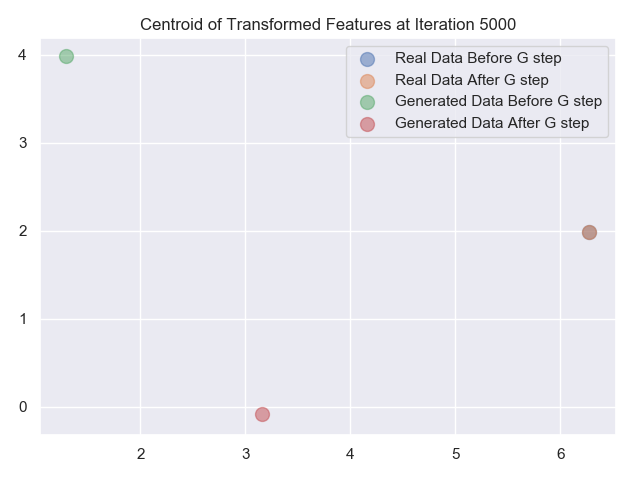 Centroid of Transformed Features at Iteration 5000
Real Data Before G step
Real Data After G step
Generated Data Before G step
Generated Data After G step
4
3
2
1
0
2 3 4 5 6